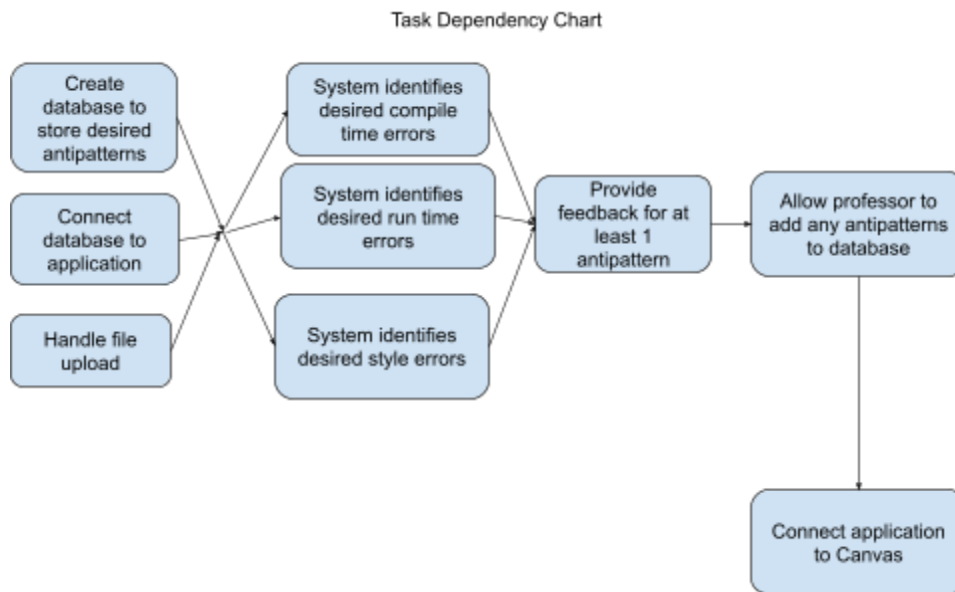 Task Dependency Chart
Create
database to
store desired
antipatterns
System identifies
desired compile
time errors
Connect
database to
application
System identifies
desired run time
errors
Provide
feedback for at
least 1
antipattern
Allow professor to
add any antipatterns
to database
Handle file
upload
System identifies
desired style errors
Connect application
to Canvas